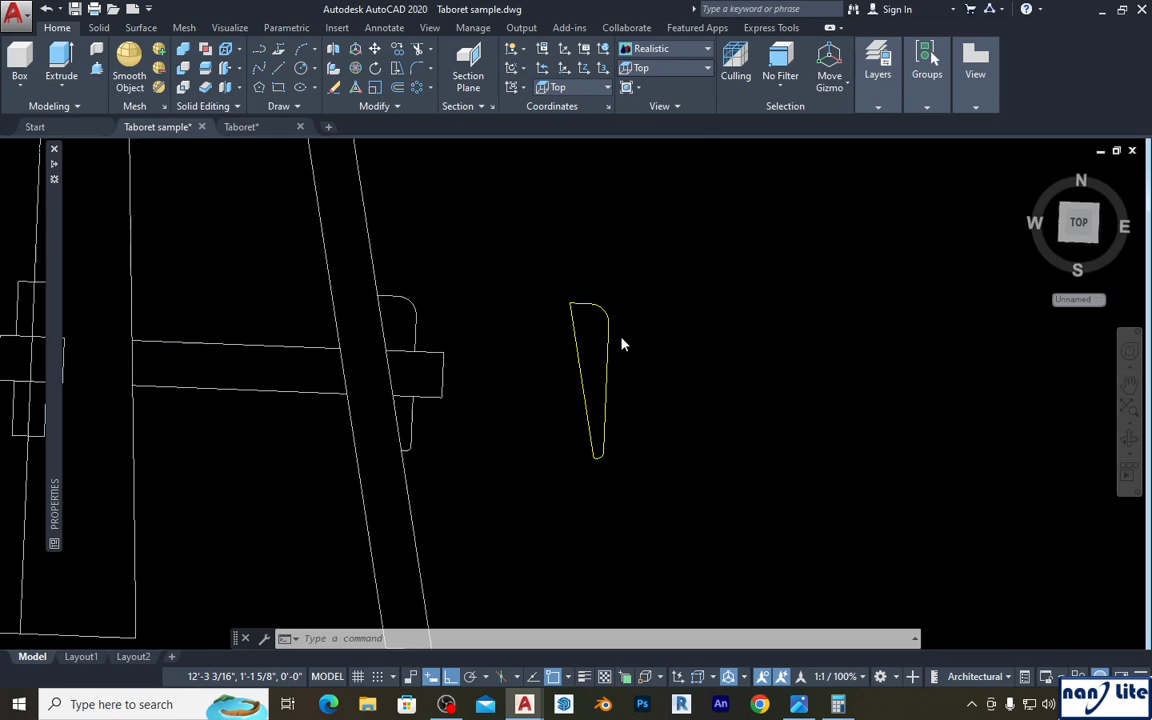 Autodesk AutoCAD 2020 Taboret sample.dwg
Type a keyword or phrase
Sign In
Home Solid Surface Mesh Visualize Parametric Insert Annotate View Manage Output Add-ins Collaborate Featured Apps Express Tools
Box
Extrude
Smooth
Object
Section
Plane
Realistic
Top
Top
Culling
No Filter
Move
Gizmo
Layers
Groups
View
Modeling
Mesh
Solid Editing
Draw
Modify
Section
Coordinates
View
Selection
Start
Taboret sample*
Taboret*
N
W
TOP
E
S
Unnamed
PROPERTIES
Type a command
Model Layout1 Layout2
12'-3 3/16", 1'-1 5/8", 0'-0" MODEL
1:1 / 100%
Architectural
Type here to search
nanolite